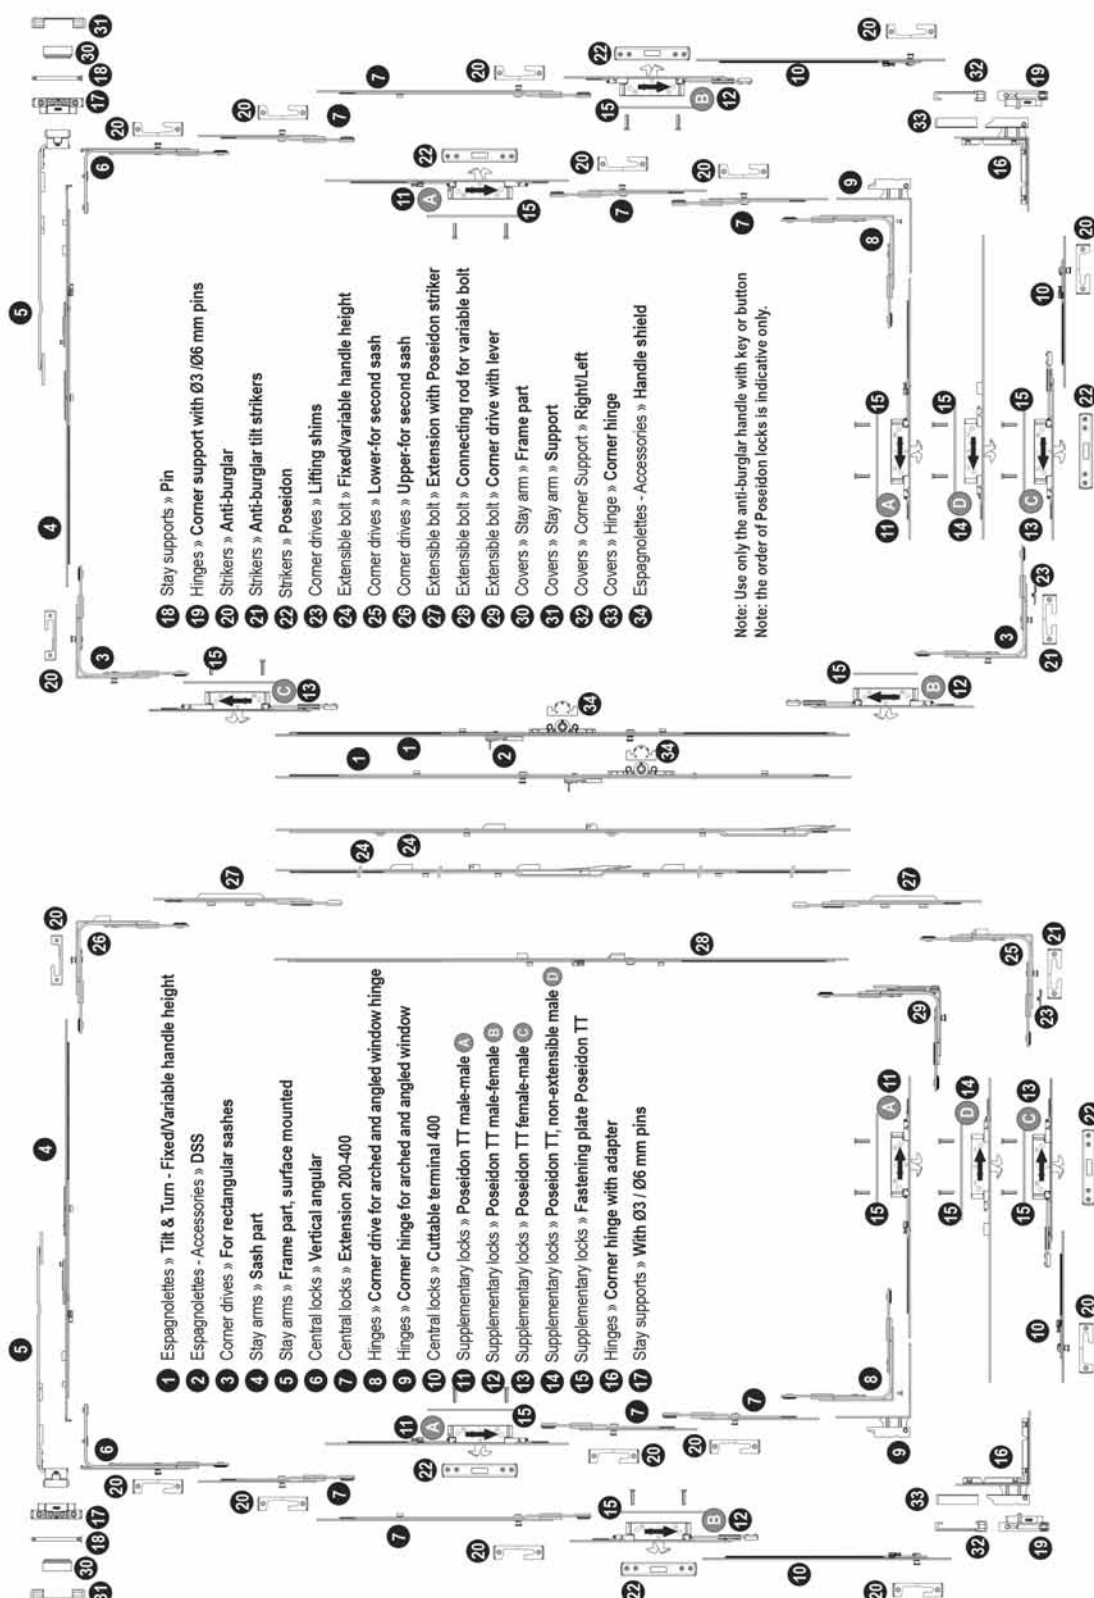 1 Espagnolettes » Tilt & Turn - Fixed/Variable handle height
2 Espagnolettes - Accessories » DSS
3 Corner drives » For rectangular sashes
4 Stay arms » Sash part
5 Stay arms » Frame part, surface mounted
6 Central locks » Vertical angular
7 Central locks » Extension 200-400
8 Hinges » Corner drive for arched and angled window hinge
9 Hinges » Corner hinge for arched and angled window
10 Central locks » Cuttable terminal 400
11 Supplementary locks » Poseidon TT male-male A
12 Supplementary locks » Poseidon TT male-female B
13 Supplementary locks » Poseidon TT female-male C
14 Supplementary locks » Poseidon TT, non-extensible male D
15 Supplementary locks » Fastening plate Poseidon TT
16 Hinges » Corner hinge with adapter
17 Stay supports » With Ø3 / Ø6 mm pins
18 Stay supports » Pin
19 Hinges » Corner support with Ø3 /Ø6 mm pins
20 Strikers » Anti-burglar
21 Strikers » Anti-burglar tilt strikers
22 Strikers » Poseidon
23 Corner drives » Lifting shims
24 Extensible bolt » Fixed/variable handle height
25 Corner drives » Lower-for second sash
26 Corner drives » Upper-for second sash
27 Extensible bolt » Extension with Poseidon striker
28 Extensible bolt » Connecting rod for variable bolt
29 Extensible bolt » Corner drive with lever
30 Covers » Stay arm » Frame part
31 Covers » Stay arm » Support
32 Covers » Corner Support » Right/Left
33 Covers » Hinge » Corner hinge
34 Espagnolettes - Accessories » Handle shield
Note: Use only the anti-burglar handle with key or button
Note: the order of Poseidon locks is indicative only.